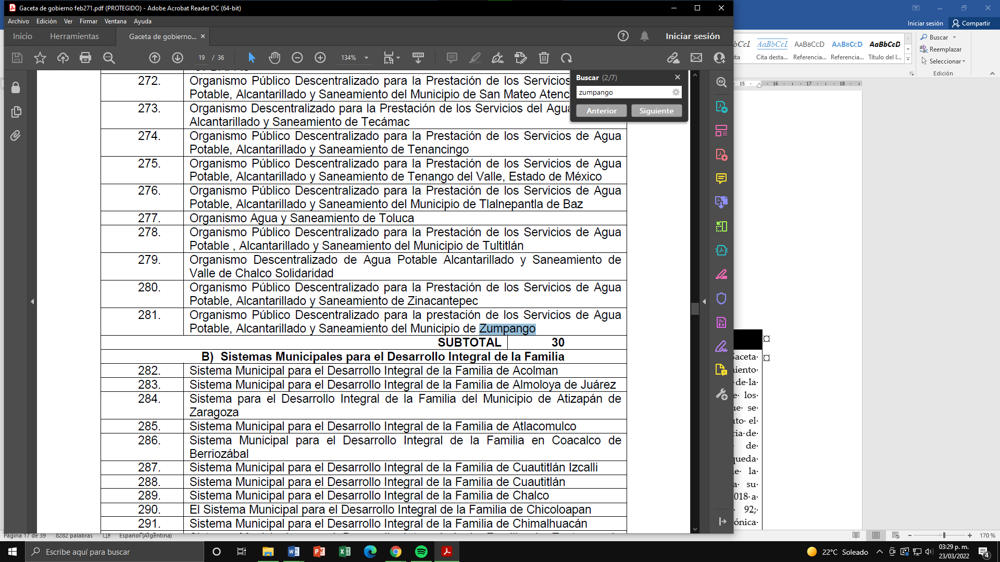 Gaceta de gobierno feb271.pdf (PROTEGIDO) - Adobe Acrobat Reader DC (64-bit)
Archivo Edición Ver Firmar Ventana Ayuda
Inicio Herramientas Gaceta de gobierno... × Iniciar sesión
19 / 36 134%
Buscar (2/7)
zumpango
Anterior Siguiente
272. Organismo Público Descentralizado para la Prestación de los Servicios
Potable, Alcantarillado y Saneamiento del Municipio de San Mateo Atenc
273. Organismo Descentralizado para la Prestación de los Servicios del Agua
Alcantarillado y Saneamiento de Tecámac
274. Organismo Público Descentralizado para la Prestación de los Servicios de Agua
Potable, Alcantarillado y Saneamiento de Tenancingo
275. Organismo Público Descentralizado para la Prestación de los Servicios de Agua
Potable, Alcantarillado y Saneamiento de Tenango del Valle, Estado de México
276. Organismo Público Descentralizado para la Prestación de los Servicios de Agua
Potable, Alcantarillado y Saneamiento del Municipio de Tlalnepantla de Baz
277. Organismo Agua y Saneamiento de Toluca
278. Organismo Público Descentralizado para la Prestación de los Servicios de Agua
Potable , Alcantarillado y Saneamiento del Municipio de Tultitlán
279. Organismo Descentralizado de Agua Potable Alcantarillado y Saneamiento de
Valle de Chalco Solidaridad
280. Organismo Público Descentralizado para la Prestación de los Servicios de Agua
Potable, Alcantarillado y Saneamiento de Zinacantepec
281. Organismo Público Descentralizado para la prestación de los Servicios de Agua
Potable, Alcantarillado y Saneamiento del Municipio de Zumpango
SUBTOTAL 30
B) Sistemas Municipales para el Desarrollo Integral de la Familia
282. Sistema Municipal para el Desarrollo Integral de la Familia de Acolman
283. Sistema Municipal para el Desarrollo Integral de la Familia de Almoloya de Juárez
284. Sistema para el Desarrollo Integral de la Familia del Municipio de Atizapán de
Zaragoza
285. Sistema Municipal para el Desarrollo Integral de la Familia de Atlacomulco
286. Sistema Municipal para el Desarrollo Integral de la Familia en Coacalco de
Berriozábal
287. Sistema Municipal para el Desarrollo Integral de la Familia de Cuautitlán Izcalli
288. Sistema Municipal para el Desarrollo Integral de la Familia de Cuautitlán
289. Sistema Municipal para el Desarrollo Integral de la Familia de Chalco
290. El Sistema Municipal para el Desarrollo Integral de la Familia de Chicoloapan
291. Sistema Municipal para el Desarrollo Integral de la Familia de Chimalhuacán
Iniciar sesión Compartir
AaBbCcI AABBCCD AABBCCD AaBbCcD
Cita desta... Referencia... Referencia... Título del l...
Buscar
Reemplazar
Seleccionar
Edición
15 16 17 18
Gaceta·
niento·
de·la·
los·
ue· se·
uto· el·
ria·de·
de·
queda·
la·
su·
018·a·
92;·
rónica·
Página 17 de 39 8282 palabras Español (Argentina) 170 %
Escribe aquí para buscar
22°C Soleado
03:29 p. m.
23/03/2022
4